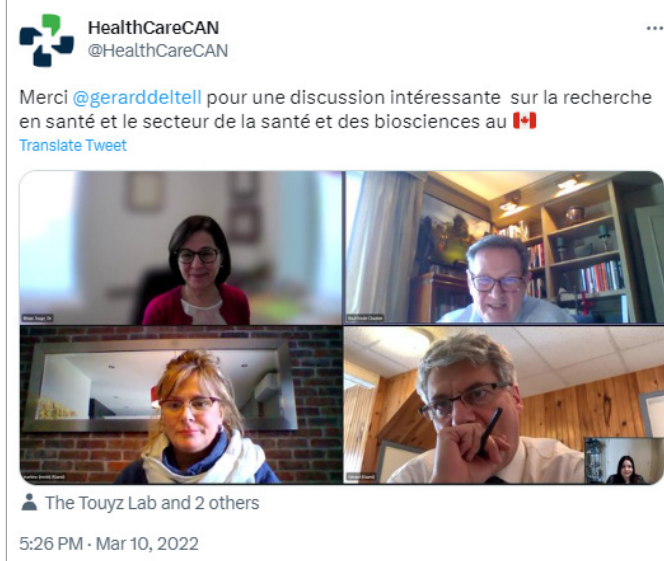 HealthCareCAN
@HealthCareCAN
Merci @gerarddeltell pour une discussion intéressante sur la recherche
en santé et le secteur de la santé et des biosciences au
Translate Tweet
The Touyz Lab and 2 others
5:26 PM · Mar 10, 2022